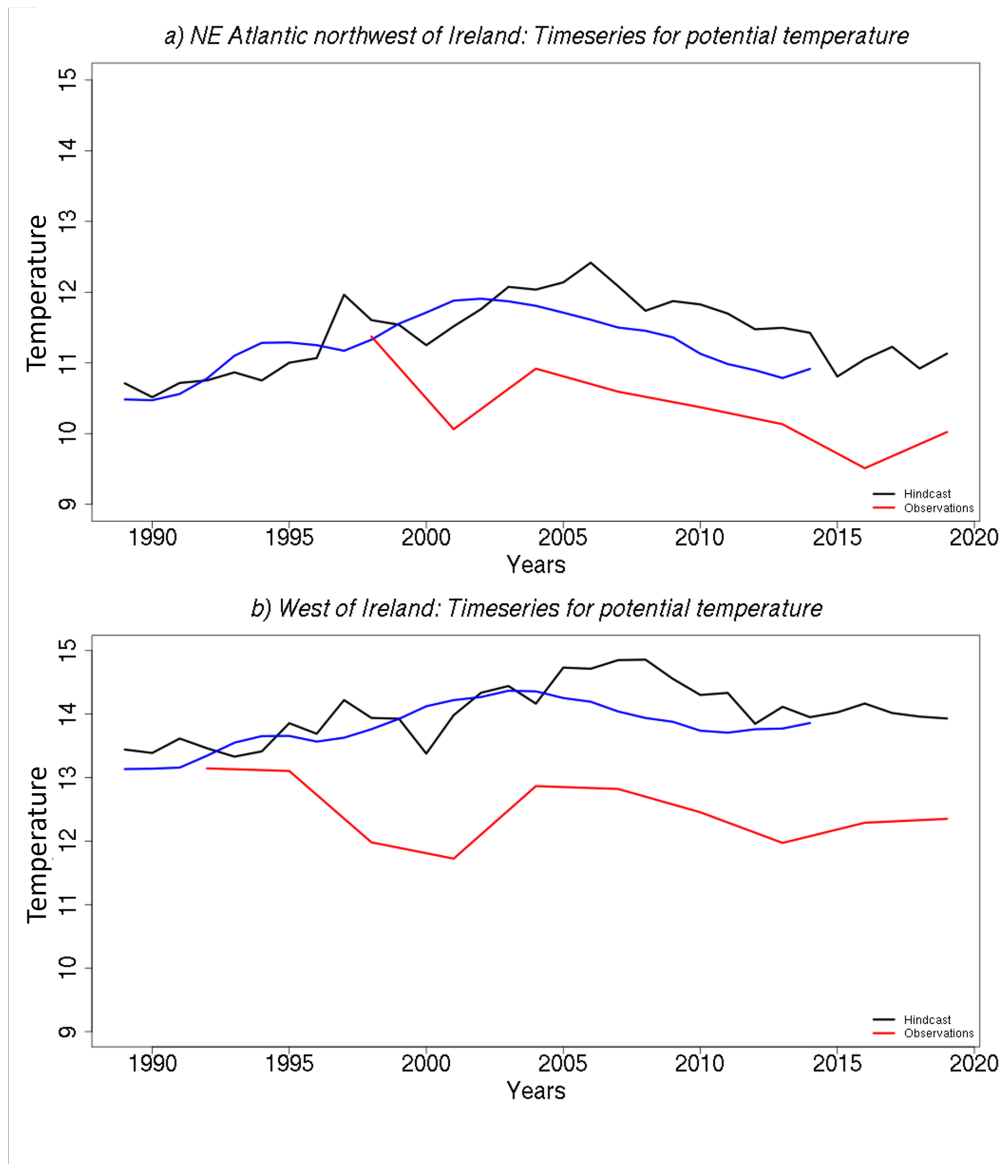 a) NE Atlantic northwest of Ireland: Timeseries for potential temperature
Temperature
15
14
13
12
11
10
9
Hindcast
Observations
1990 1995 2000 2005 2010 2015 2020
Years
b) West of Ireland: Timeseries for potential temperature
Temperature
15
14
13
12
11
10
9
Hindcast
Observations
1990 1995 2000 2005 2010 2015 2020
Years